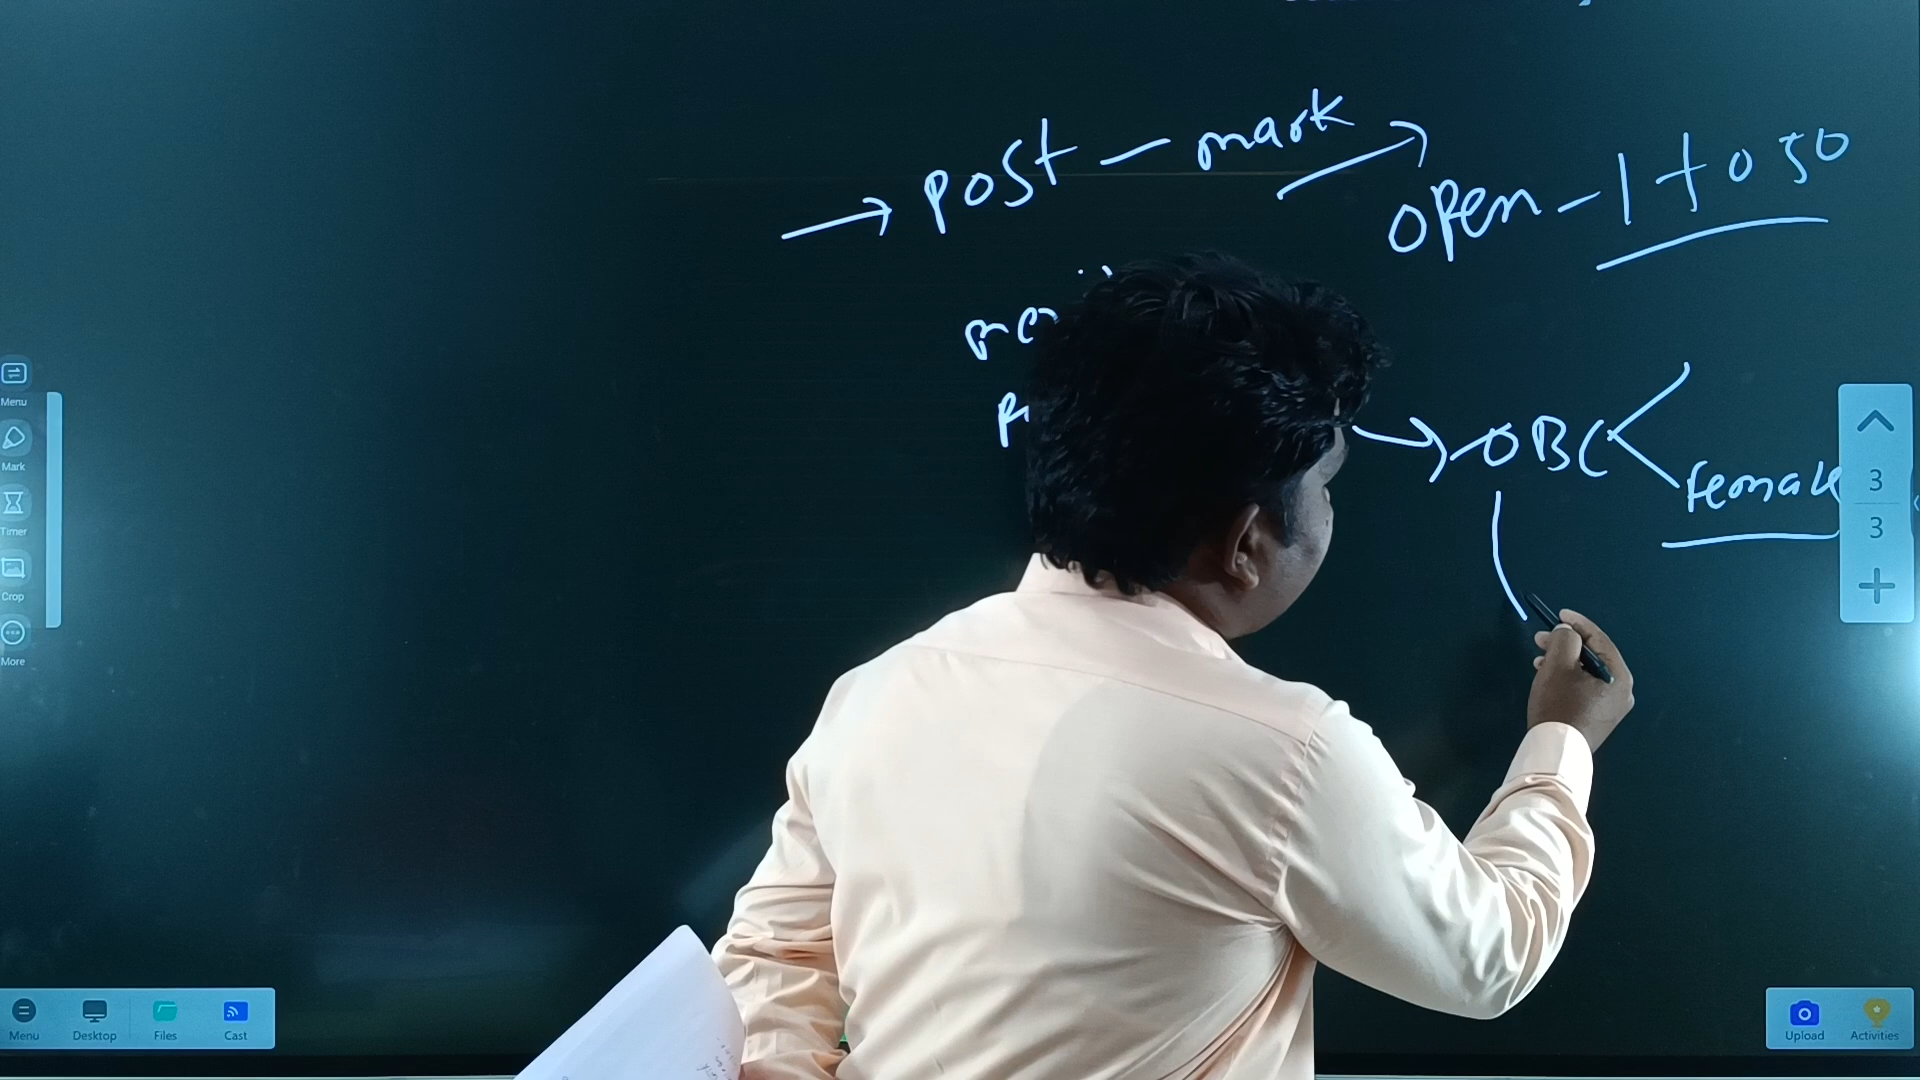 → post — mark →
open - 1 to 50
→ OBC
female
Menu
Mark
Timer
Crop
More
3
3
Menu Desktop Files Cast
Upload Activities